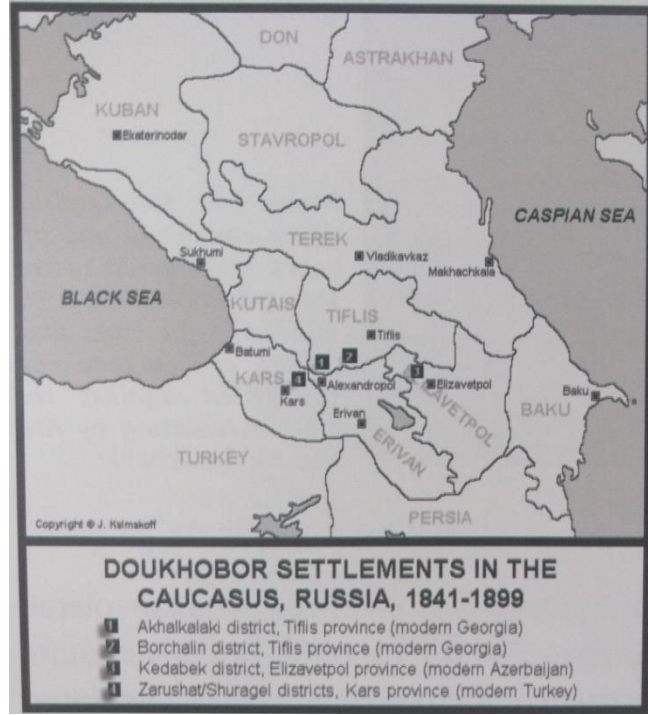 DON
ASTRAKHAN
KUBAN
Ekaterinodar
STAVROPOL
CASPIAN SEA
TEREK
Sukhumi
Vladikavkaz
Makhachkala
BLACK SEA
KUTAIS
TIFLIS
Tiflis
Batumi
1
2
3
KARS
4
Alexandropol
Elizavetpol
Kars
ELIZAVETPOL
BAKU
Baku
Erivan
ERIVAN
TURKEY
PERSIA
Copyright © J. Kalmakoff
DOUKHOBOR SETTLEMENTS IN THE
CAUCASUS, RUSSIA, 1841-1899
1 Akhalkalaki district, Tiflis province (modern Georgia)
2 Borchalin district, Tiflis province (modern Georgia)
3 Kedabek district, Elizavetpol province (modern Azerbaijan)
4 Zarushat/Shuragel districts, Kars province (modern Turkey)